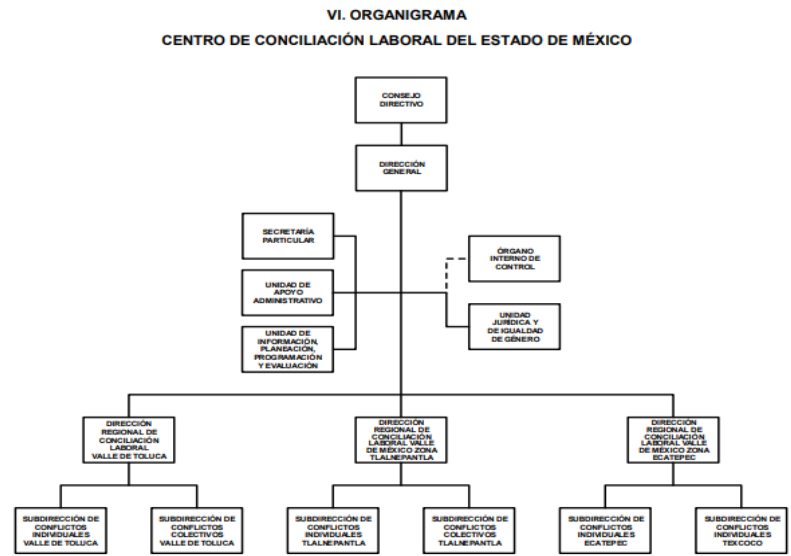 VI. ORGANIGRAMA
CENTRO DE CONCILIACIÓN LABORAL DEL ESTADO DE MÉXICO
CONSEJO
DIRECTIVO
DIRECCIÓN
GENERAL
SECRETARÍA
PARTICULAR
ÓRGANO
INTERNO DE
CONTROL
UNIDAD DE
APOYO
ADMINISTRATIVO
UNIDAD
JURÍDICA Y
DE IGUALDAD
DE GÉNERO
UNIDAD DE
INFORMACIÓN,
PLANEACIÓN,
PROGRAMACIÓN
Y EVALUACIÓN
DIRECCIÓN
REGIONAL DE
CONCILIACIÓN
LABORAL
VALLE DE TOLUCA
DIRECCIÓN
REGIONAL DE
CONCILIACIÓN
LABORAL VALLE
DE MÉXICO ZONA
TLALNEPANTLA
DIRECCIÓN
REGIONAL DE
CONCILIACIÓN
LABORAL VALLE
DE MÉXICO ZONA
ECATEPEC
SUBDIRECCIÓN DE
CONFLICTOS
INDIVIDUALES
VALLE DE TOLUCA
SUBDIRECCIÓN DE
CONFLICTOS
COLECTIVOS
VALLE DE TOLUCA
SUBDIRECCIÓN DE
CONFLICTOS
INDIVIDUALES
TLALNEPANTLA
SUBDIRECCIÓN DE
CONFLICTOS
COLECTIVOS
TLALNEPANTLA
SUBDIRECCIÓN DE
CONFLICTOS
INDIVIDUALES
ECATEPEC
SUBDIRECCIÓN DE
CONFLICTOS
INDIVIDUALES
TEXCOCO